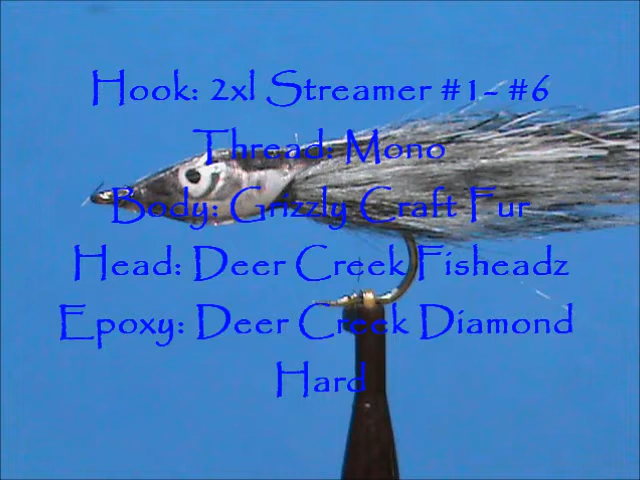 Hook: 2xl Streamer #1- #6
Thread: Mono
Body: Grizzly Craft Fur
Head: Deer Creek Fisheadz
Epoxy: Deer Creek Diamond
Hard